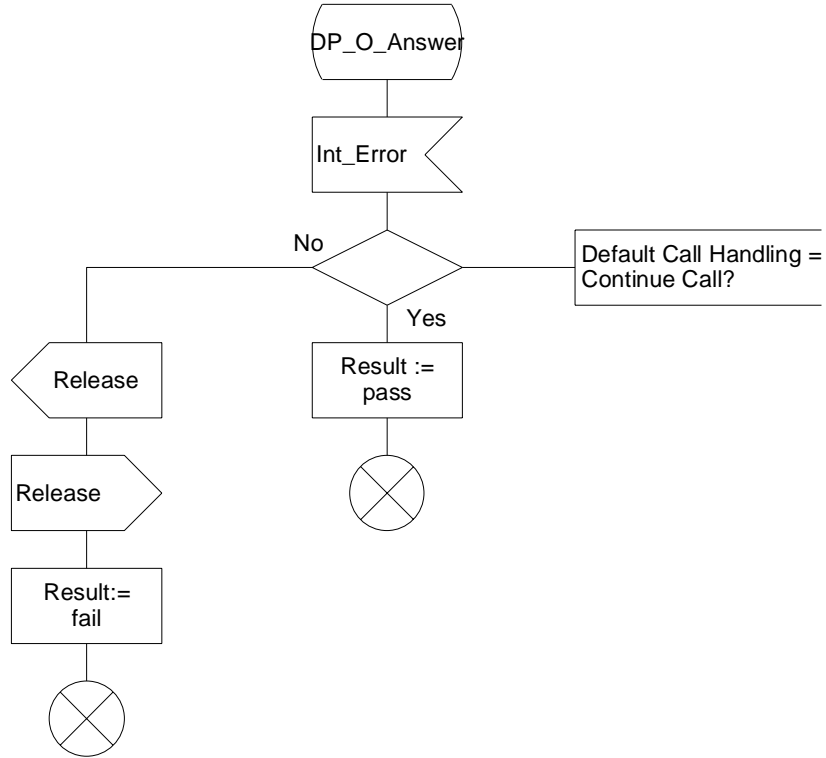 DP_O_Answer
Int_Error
No
Default Call Handling =
Continue Call?
Yes
Release
Result :=
pass
Release
Result:=
fail